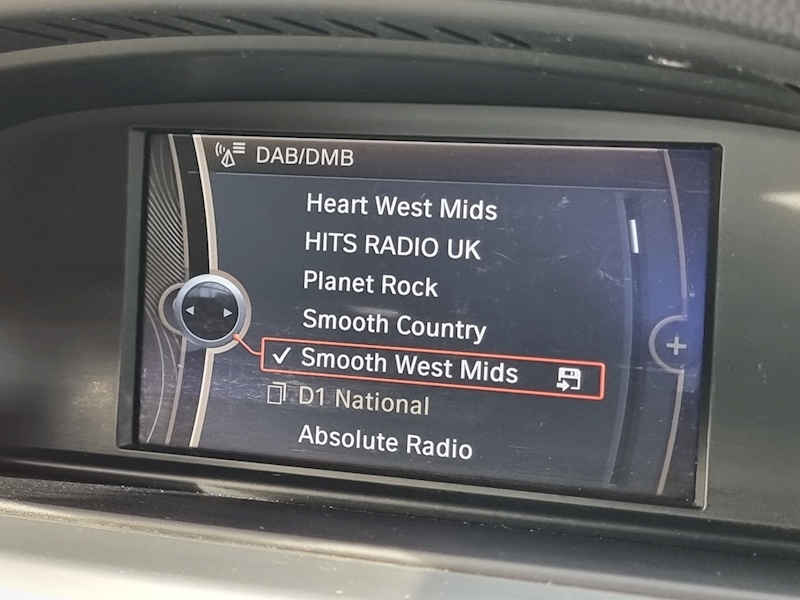 DAB/DMB
Heart West Mids
HITS RADIO UK
Planet Rock
Smooth Country
Smooth West Mids
D1 National
Absolute Radio